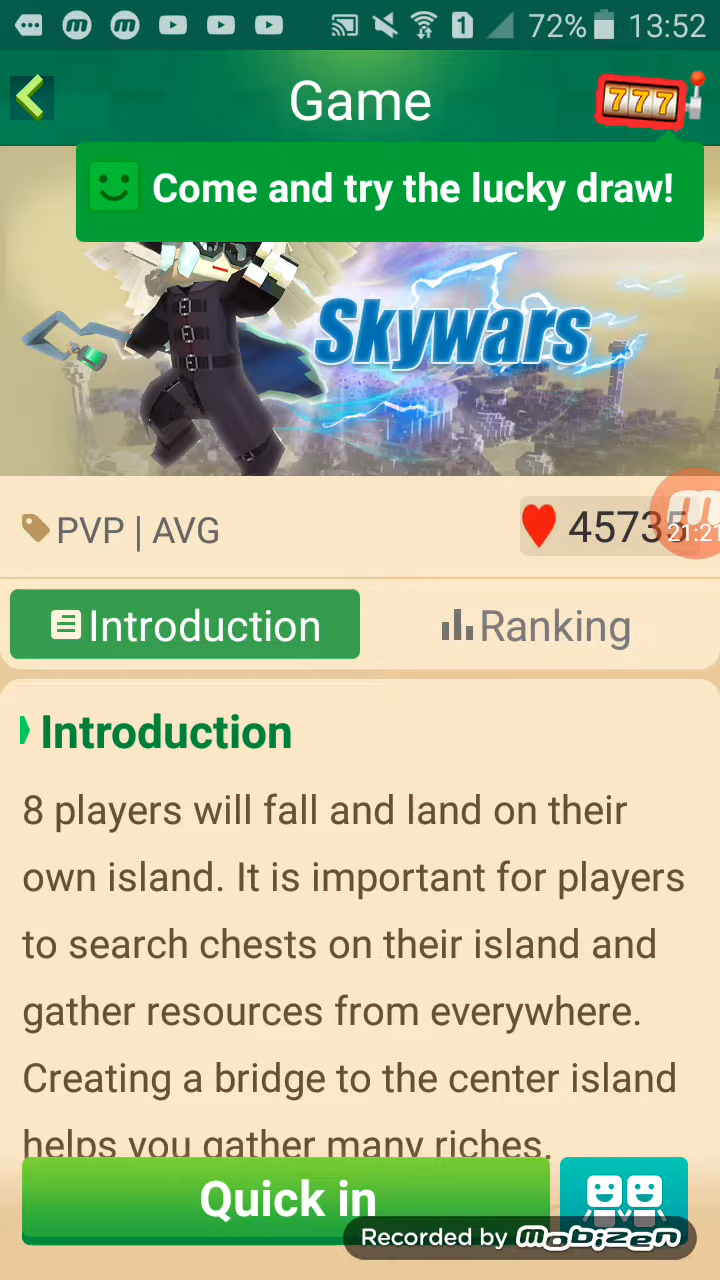 1 72% 13:52
Game
777
Come and try the lucky draw!
Skywars
PVP | AVG
45735
21:21
Introduction
Ranking
Introduction
8 players will fall and land on their
own island. It is important for players
to search chests on their island and
gather resources from everywhere.
Creating a bridge to the center island
helps you gather many riches.
Quick in
Recorded by mobizen